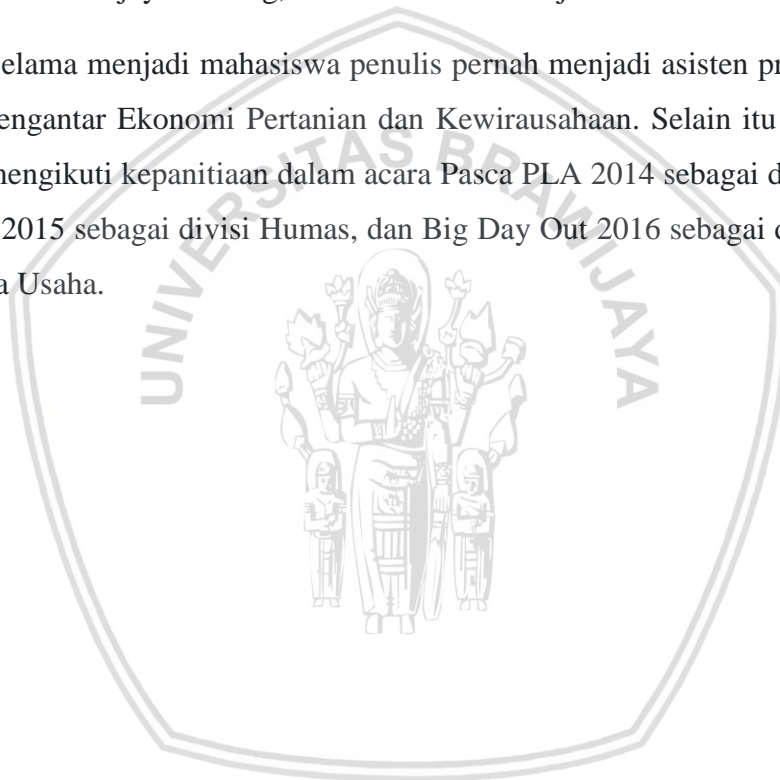 elama menjadi mahasiswa penulis pernah menjadi asisten pr
engantar Ekonomi Pertanian dan Kewirausahaan. Selain itu
mengikuti kepanitiaan dalam acara Pasca PLA 2014 sebagai d
2015 sebagai divisi Humas, dan Big Day Out 2016 sebagai d
a Usaha.
UNIVERSITAS BRAWIJAYA